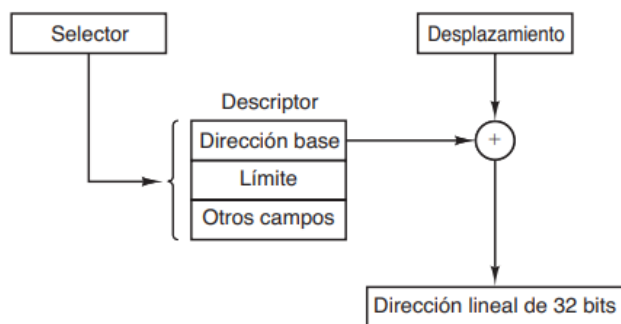 Selector
Desplazamiento
Descriptor
Dirección base
+
Límite
Otros campos
Dirección lineal de 32 bits